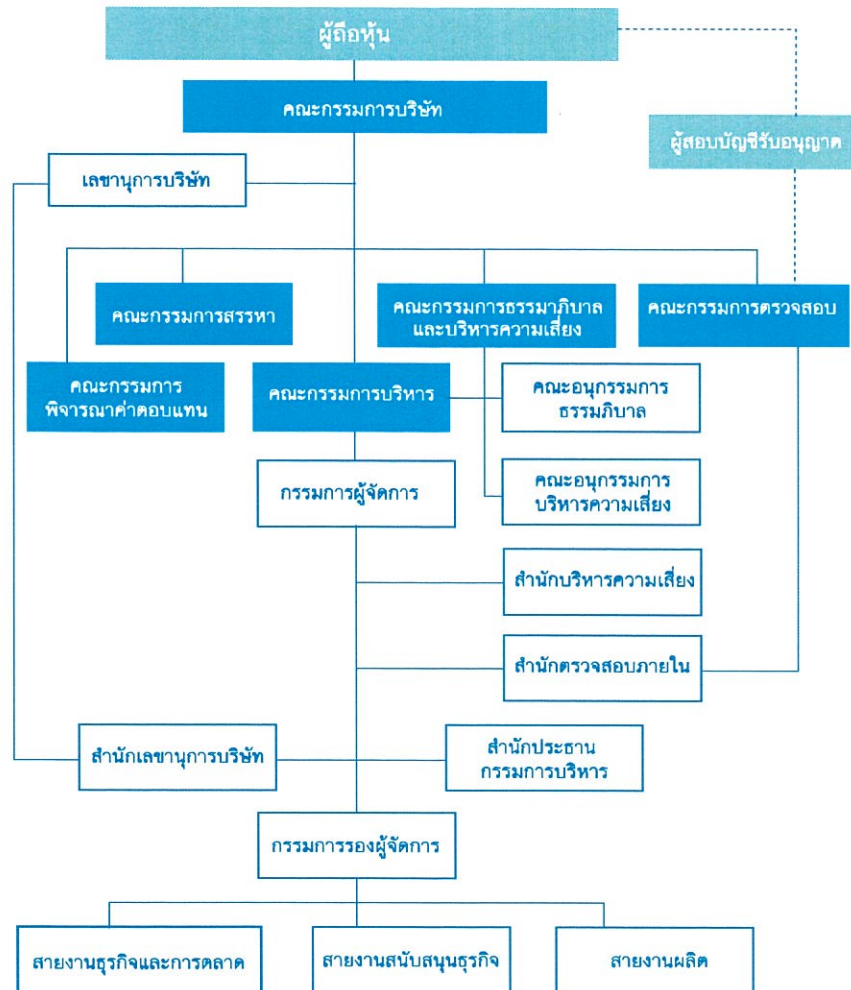 ผู้ถือหุ้น
คณะกรรมการบริษัท
ผู้สอบบัญชีรับอนุญาต
เลขานุการบริษัท
คณะกรรมการสรรหา
คณะกรรมการธรรมาภิบาล
และบริหารความเสี่ยง
คณะกรรมการตรวจสอบ
คณะกรรมการ
พิจารณาค่าตอบแทน
คณะกรรมการบริหาร
คณะอนุกรรมการ
ธรรมภิบาล
กรรมการผู้จัดการ
คณะอนุกรรมการ
บริหารความเสี่ยง
สำนักบริหารความเสี่ยง
สำนักตรวจสอบภายใน
สำนักเลขานุการบริษัท
สำนักประธาน
กรรมการบริหาร
กรรมการรองผู้จัดการ
สายงานธุรกิจและการตลาด
สายงานสนับสนุนธุรกิจ
สายงานผลิต